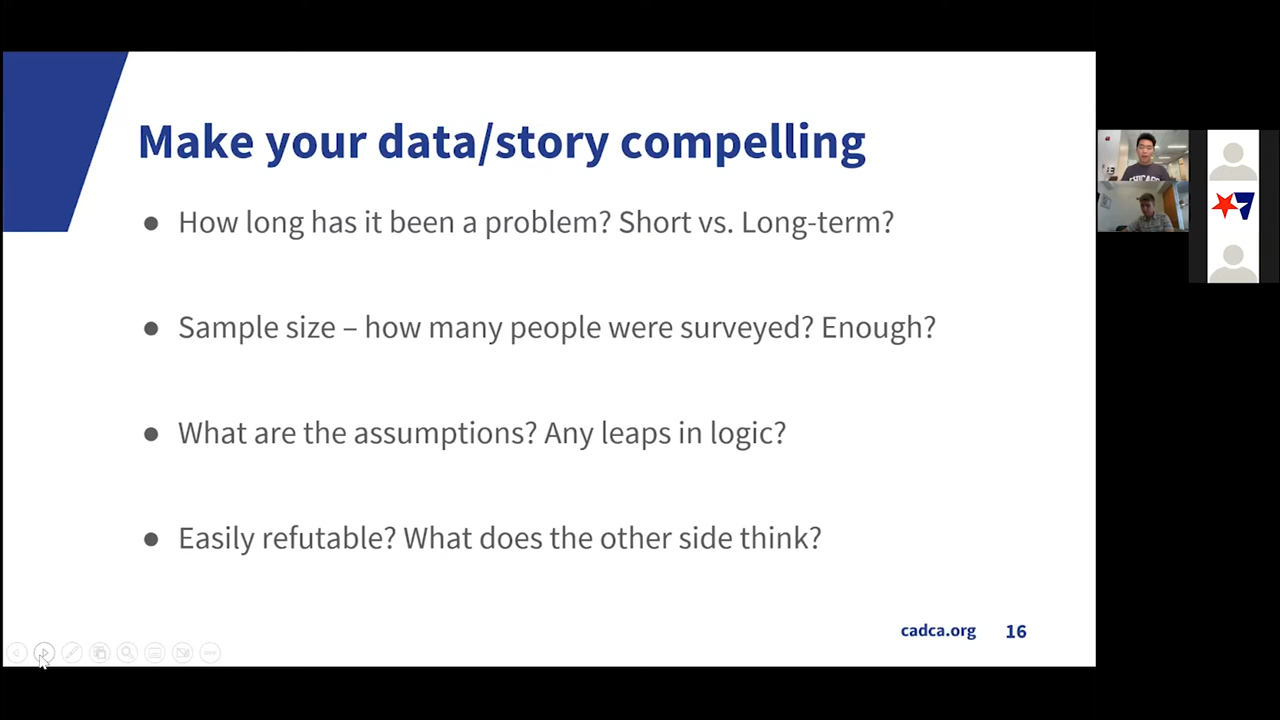 Make your data/story compelling
● How long has it been a problem? Short vs. Long-term?
● Sample size – how many people were surveyed? Enough?
● What are the assumptions? Any leaps in logic?
● Easily refutable? What does the other side think?
cadca.org 16
CHICAGO